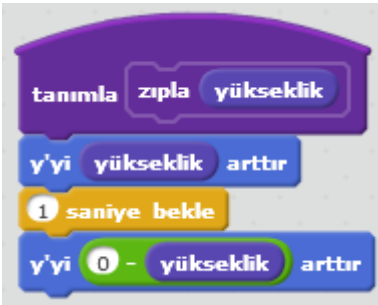 tanımla zıpla yükseklik
y'yi yükseklik arttır
1 saniye bekle
y'yi 0 - yükseklik arttır